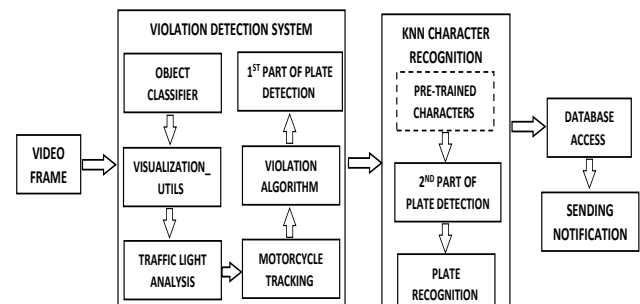 VIOLATION DETECTION SYSTEM
OBJECT
CLASSIFIER
1ST PART OF PLATE
DETECTION
VIDEO
FRAME
VISUALIZATION_
UTILS
VIOLATION
ALGORITHM
TRAFFIC LIGHT
ANALYSIS
MOTORCYCLE
TRACKING
KNN CHARACTER
RECOGNITION
PRE-TRAINED
CHARACTERS
2ND PART OF
PLATE DETECTION
PLATE
RECOGNITION
DATABASE
ACCESS
SENDING
NOTIFICATION